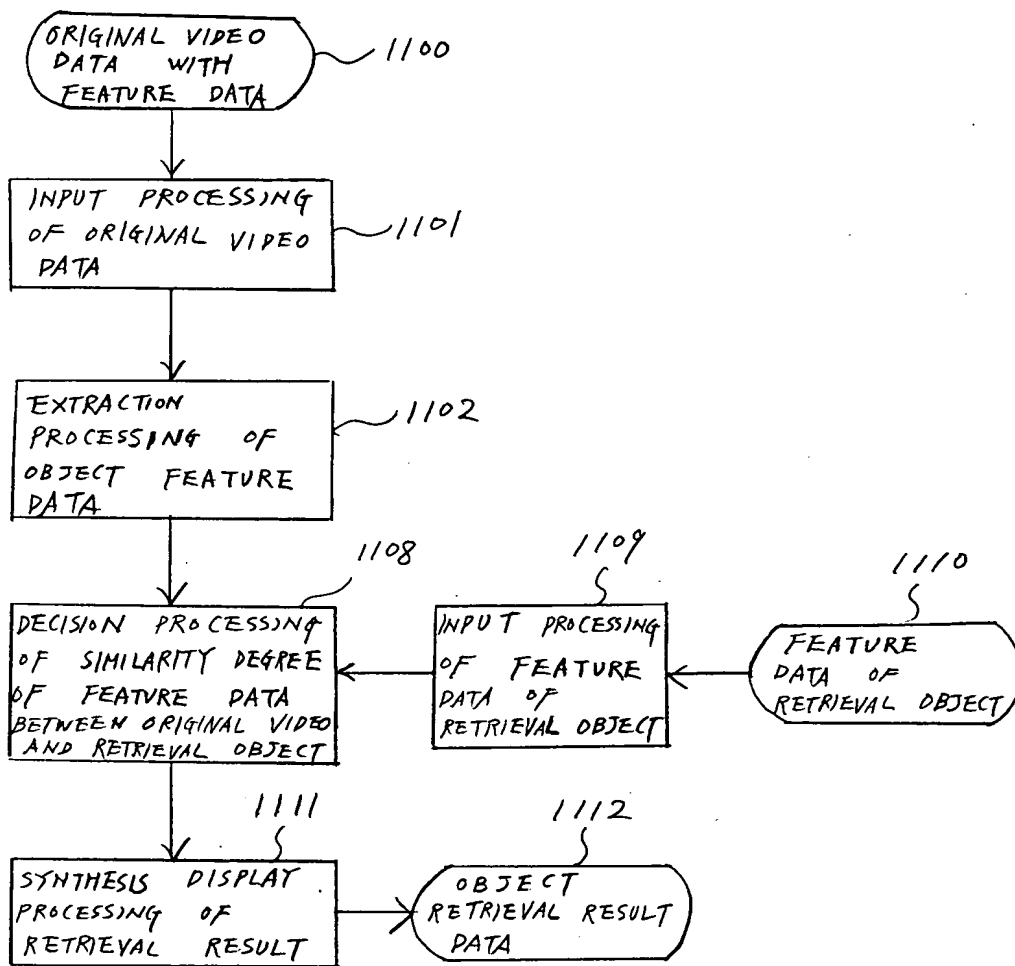 ORIGINAL VIDEO
DATA WITH
FEATURE DATA
1100
INPUT PROCESSING
OF ORIGINAL VIDEO
DATA
1101
EXTRACTION
PROCESSING OF
OBJECT FEATURE
DATA
1102
1108
DECISION PROCESSING
OF SIMILARITY DEGREE
OF FEATURE DATA
BETWEEN ORIGINAL VIDEO
AND RETRIEVAL OBJECT
1109
INPUT PROCESSING
OF FEATURE
DATA OF
RETRIEVAL OBJECT
1110
FEATURE
DATA OF
RETRIEVAL OBJECT
1111
SYNTHESIS DISPLAY
PROCESSING OF
RETRIEVAL RESULT
1112
OBJECT
RETRIEVAL RESULT
DATA